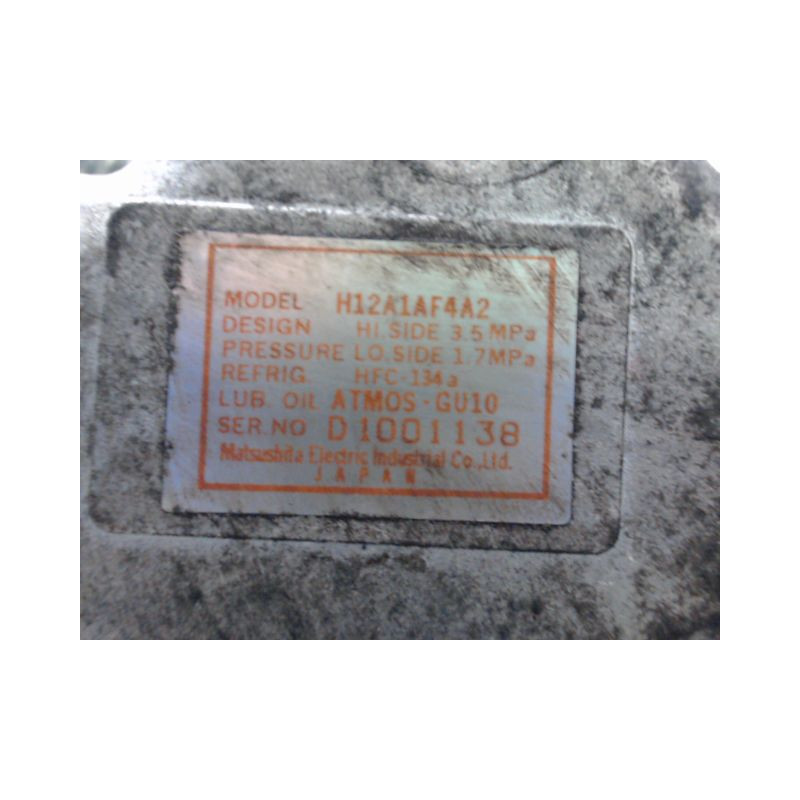 MODEL H12A1AF4A2
DESIGN HI.SIDE 3.5MPa
PRESSURE LO.SIDE 1.7MPa
REFRIG. HFC-134a
LUB. OIL ATMOS-GU10
SER.NO D1001138
Matsushita Electric Industrial Co.,Ltd.
JAPAN